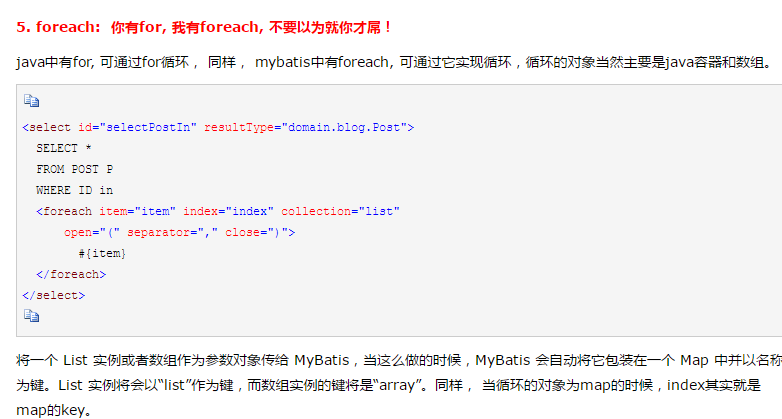 5. foreach: 你有for, 我有foreach, 不要以为就你才屌！
java中有for, 可通过for循环， 同样， mybatis中有foreach, 可通过它实现循环，循环的对象当然主要是java容器和数组。
<select id="selectPostIn" resultType="domain.blog.Post">
SELECT *
FROM POST P
WHERE ID in
<foreach item="item" index="index" collection="list"
open="(" separator="," close=")">
#{item}
</foreach>
</select>
将一个 List 实例或者数组作为参数对象传给 MyBatis，当这么做的时候，MyBatis 会自动将它包装在一个 Map 中并以名称
为键。List 实例将会以“list”作为键，而数组实例的键将是“array”。同样， 当循环的对象为map的时候，index其实就是
map的key。